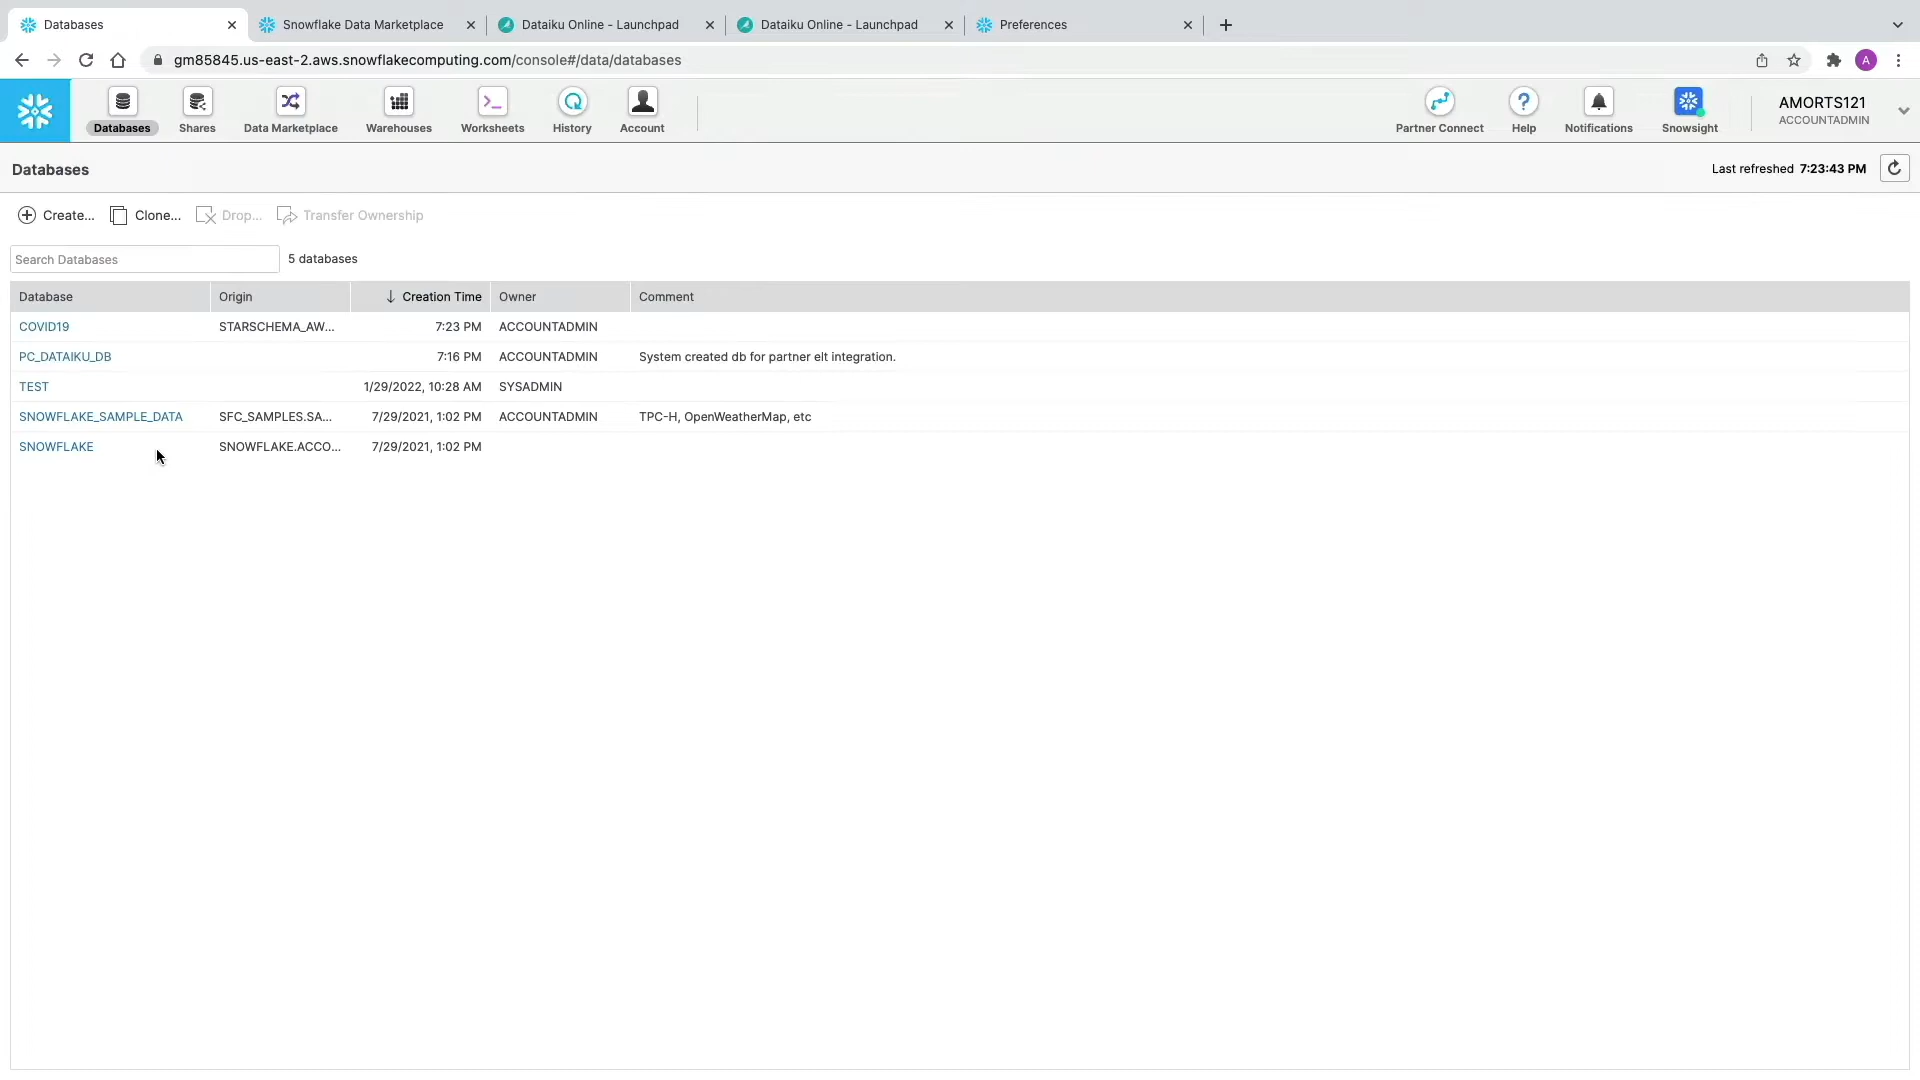 Databases
Snowflake Data Marketplace
Dataiku Online - Launchpad
Dataiku Online - Launchpad
Preferences
gm85845.us-east-2.aws.snowflakecomputing.com/console#/data/databases
A
Databases
Shares
Data Marketplace
Warehouses
Worksheets
History
Account
Partner Connect
Help
Notifications
Snowsight
AMORTS121
ACCOUNTADMIN
Databases
Last refreshed 7:23:43 PM
Create... Clone... Drop... Transfer Ownership
Search Databases 5 databases
Database Origin Creation Time Owner Comment
COVID19 STARSCHEMA_AW... 7:23 PM ACCOUNTADMIN
PC_DATAIKU_DB 7:16 PM ACCOUNTADMIN System created db for partner elt integration.
TEST 1/29/2022, 10:28 AM SYSADMIN
SNOWFLAKE_SAMPLE_DATA SFC_SAMPLES.SA... 7/29/2021, 1:02 PM ACCOUNTADMIN TPC-H, OpenWeatherMap, etc
SNOWFLAKE SNOWFLAKE.ACCO... 7/29/2021, 1:02 PM